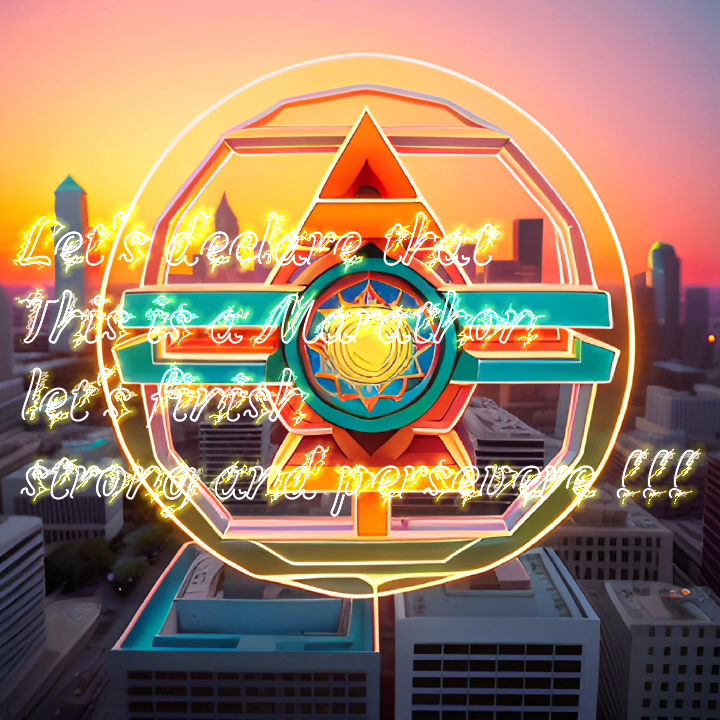 Let's declare that
This is a Marathon
let's finish
strong and persevere !!!